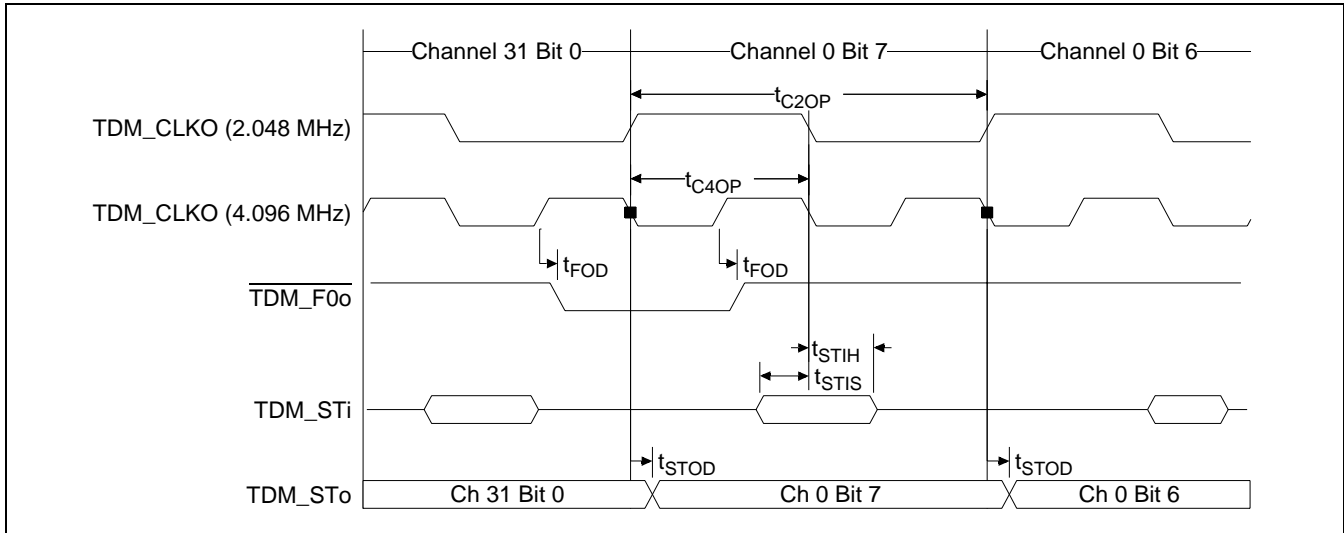 Channel 31 Bit 0 Channel 0 Bit 7 Channel 0 Bit 6
tC2OP
TDM_CLKO (2.048 MHz)
tC4OP
TDM_CLKO (4.096 MHz)
tFOD tFOD
TDM_F0o
tSTIH
tSTIS
TDM_STi
tSTOD tSTOD
TDM_STo Ch 31 Bit 0 Ch 0 Bit 7 Ch 0 Bit 6